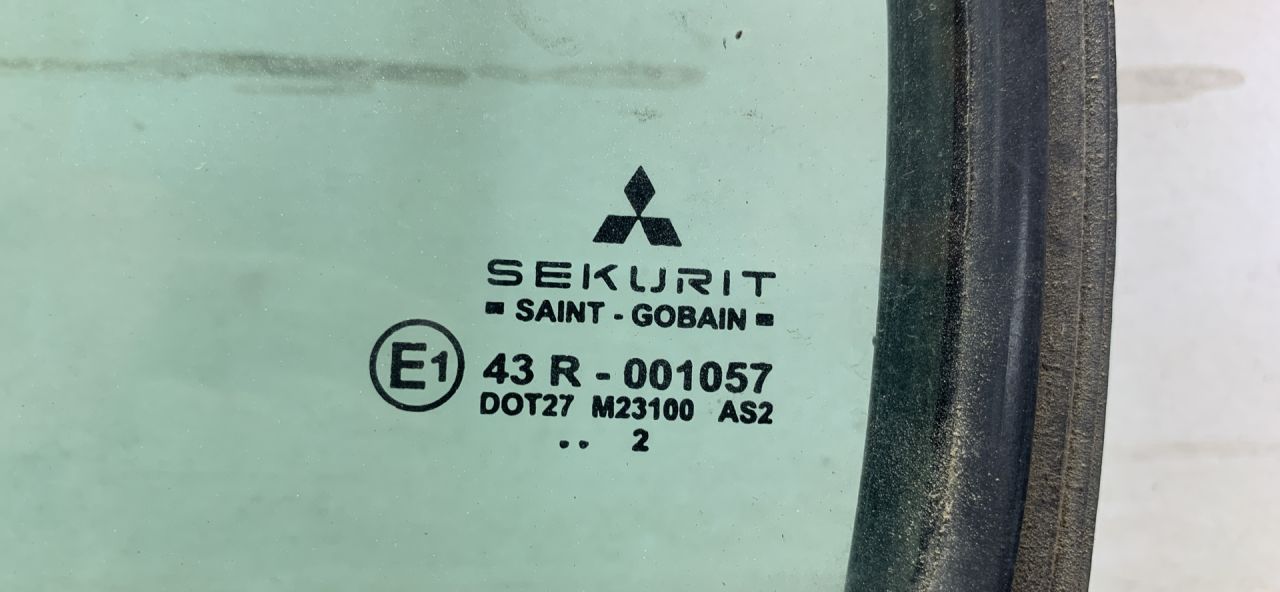 SEKURIT
SAINT - GOBAIN
E1 43 R - 001057
DOT27 M23100 AS2
.. 2